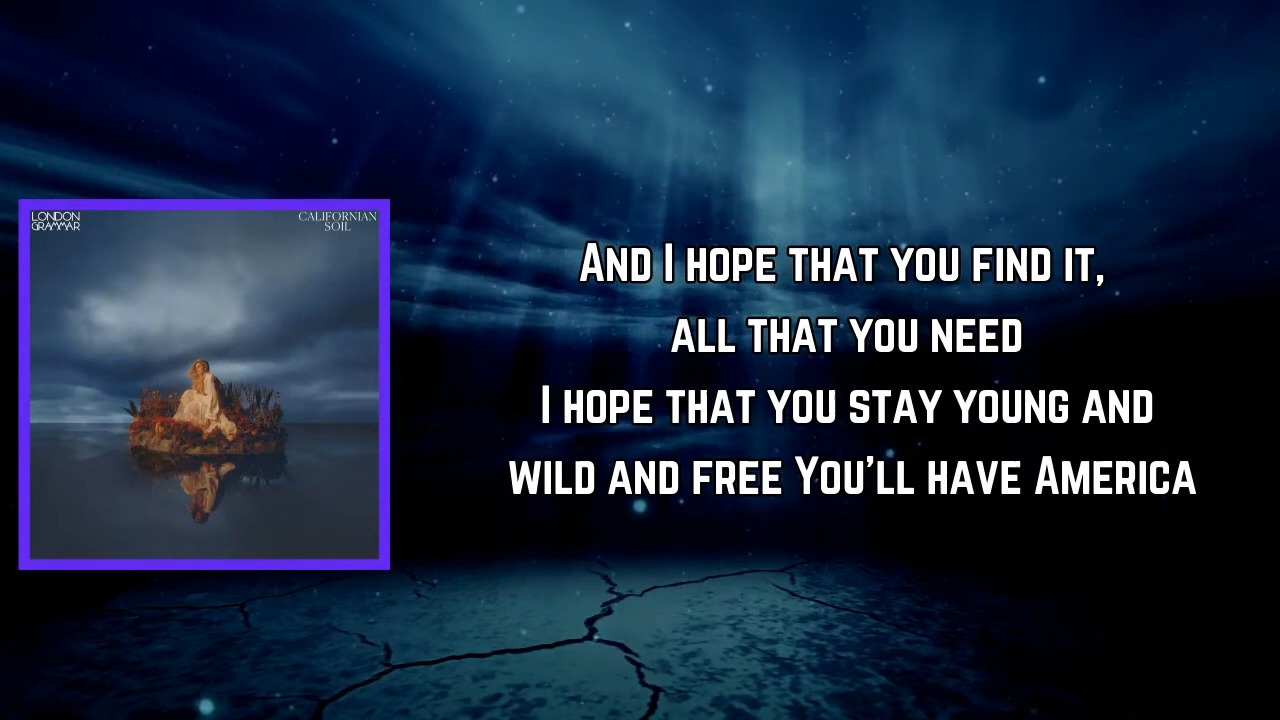 LONDON
GRAMMAR
CALIFORNIAN
SOIL
And I hope that you find it,
all that you need
I hope that you stay young and
wild and free You'll have America